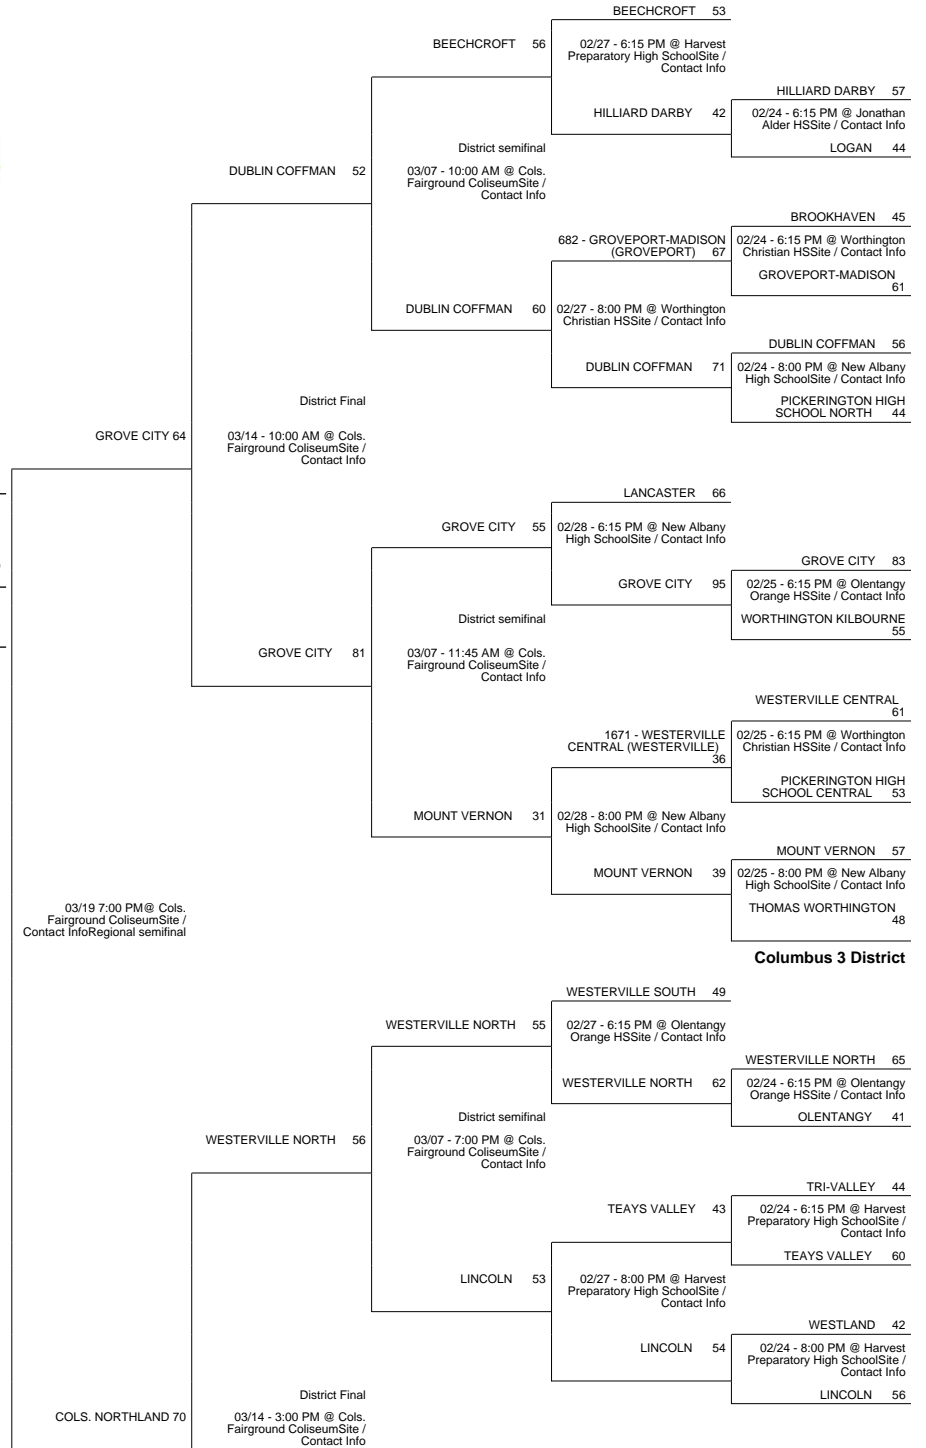 BEECHCROFT 53
BEECHCROFT 56
02/27 - 6:15 PM @ Harvest
Preparatory High SchoolSite /
Contact Info
HILLIARD DARBY 57
HILLIARD DARBY 42
02/24 - 6:15 PM @ Jonathan
Alder HSSite / Contact Info
LOGAN 44
District semifinal
DUBLIN COFFMAN 52
03/07 - 10:00 AM @ Cols.
Fairground ColiseumSite /
Contact Info
BROOKHAVEN 45
682 - GROVEPORT-MADISON
(GROVEPORT) 67
02/24 - 6:15 PM @ Worthington
Christian HSSite / Contact Info
GROVEPORT-MADISON
61
DUBLIN COFFMAN 60
02/27 - 8:00 PM @ Worthington
Christian HSSite / Contact Info
DUBLIN COFFMAN 56
DUBLIN COFFMAN 71
02/24 - 8:00 PM @ New Albany
High SchoolSite / Contact Info
PICKERINGTON HIGH
SCHOOL NORTH 44
District Final
GROVE CITY 64
03/14 - 10:00 AM @ Cols.
Fairground ColiseumSite /
Contact Info
LANCASTER 66
GROVE CITY 55
02/28 - 6:15 PM @ New Albany
High SchoolSite / Contact Info
GROVE CITY 83
GROVE CITY 95
02/25 - 6:15 PM @ Olentangy
Orange HSSite / Contact Info
WORTHINGTON KILBOURNE
55
District semifinal
GROVE CITY 81
03/07 - 11:45 AM @ Cols.
Fairground ColiseumSite /
Contact Info
WESTERVILLE CENTRAL
61
1671 - WESTERVILLE
CENTRAL (WESTERVILLE)
36
02/25 - 6:15 PM @ Worthington
Christian HSSite / Contact Info
PICKERINGTON HIGH
SCHOOL CENTRAL 53
MOUNT VERNON 31
02/28 - 8:00 PM @ New Albany
High SchoolSite / Contact Info
MOUNT VERNON 57
MOUNT VERNON 39
02/25 - 8:00 PM @ New Albany
High SchoolSite / Contact Info
THOMAS WORTHINGTON
48
03/19 7:00 PM@ Cols.
Fairground ColiseumSite /
Contact InfoRegional semifinal
Columbus 3 District
WESTERVILLE SOUTH 49
WESTERVILLE NORTH 55
02/27 - 6:15 PM @ Olentangy
Orange HSSite / Contact Info
WESTERVILLE NORTH 65
WESTERVILLE NORTH 62
02/24 - 6:15 PM @ Olentangy
Orange HSSite / Contact Info
OLENTANGY 41
District semifinal
WESTERVILLE NORTH 56
03/07 - 7:00 PM @ Cols.
Fairground ColiseumSite /
Contact Info
TRI-VALLEY 44
TEAYS VALLEY 43
02/24 - 6:15 PM @ Harvest
Preparatory High SchoolSite /
Contact Info
TEAYS VALLEY 60
LINCOLN 53
02/27 - 8:00 PM @ Harvest
Preparatory High SchoolSite /
Contact Info
WESTLAND 42
LINCOLN 54
02/24 - 8:00 PM @ Harvest
Preparatory High SchoolSite /
Contact Info
LINCOLN 56
District Final
COLS. NORTHLAND 70
03/14 - 3:00 PM @ Cols.
Fairground ColiseumSite /
Contact Info